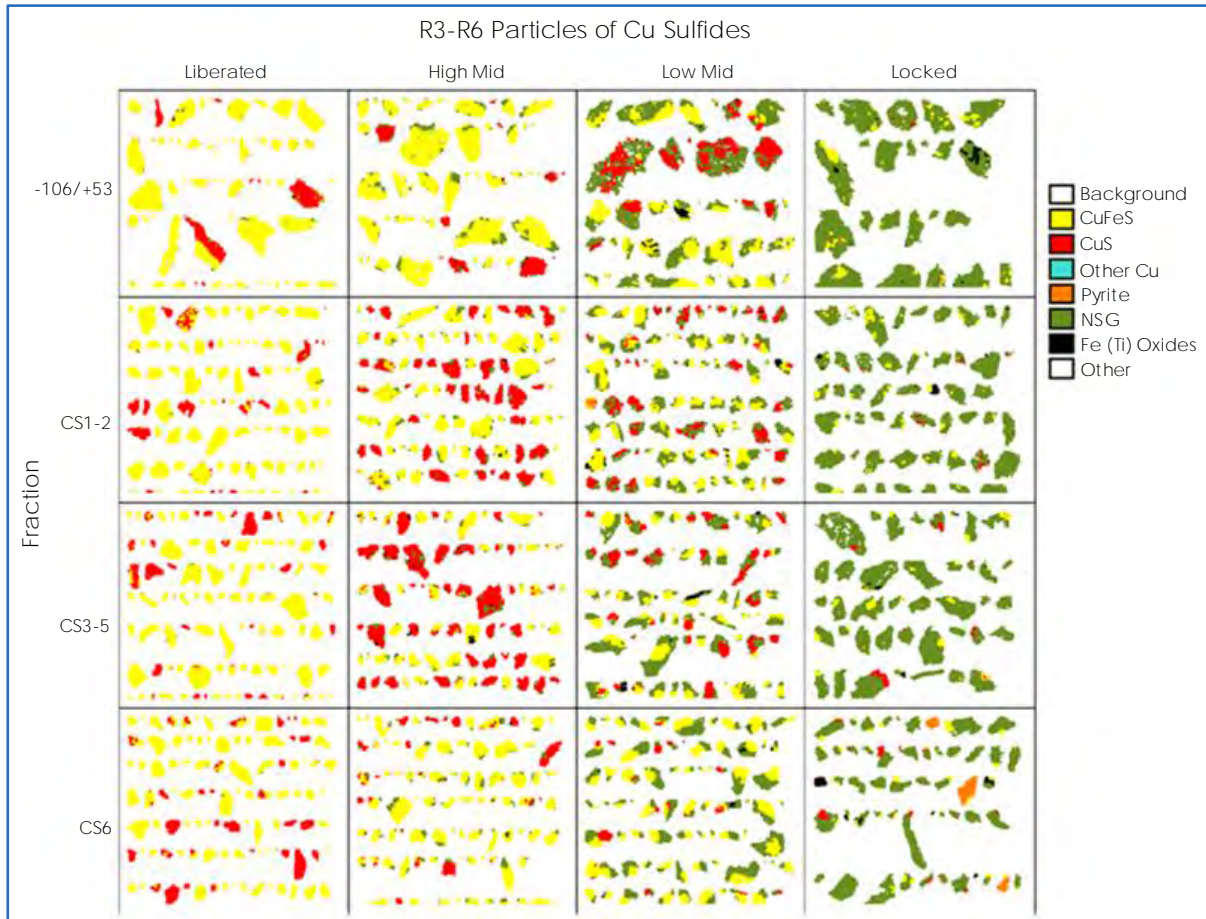 R3-R6 Particles of Cu Sulfides
Liberated
High Mid
Low Mid
Locked
Fraction
-106/+53
CS1-2
CS3-5
CS6
Background
CuFeS
CuS
Other Cu
Pyrite
NSG
Fe (Ti) Oxides
Other